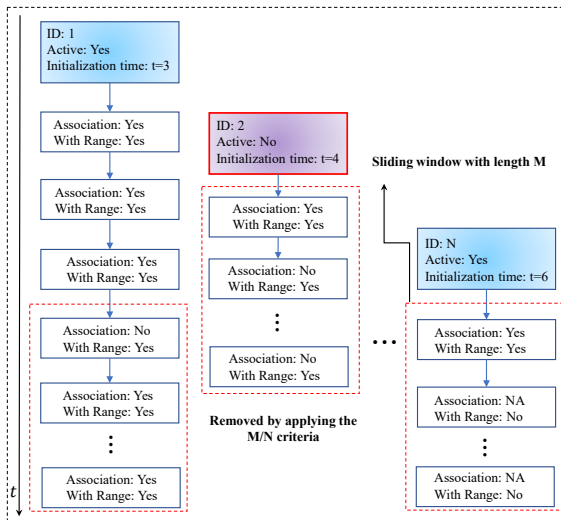 ID: 1
Active: Yes
Initialization time: t=3
Association: Yes
With Range: Yes
Association: Yes
With Range: Yes
Association: Yes
With Range: Yes
Association: No
With Range: Yes
Association: Yes
With Range: Yes
⋮
Association: Yes
With Range: Yes
t
ID: 2
Active: No
Initialization time: t=4
Association: Yes
With Range: Yes
Association: No
With Range: Yes
⋮
Association: No
With Range: Yes
Removed by applying the
M/N criteria
...
Sliding window with length M
ID: N
Active: Yes
Initialization time: t=6
Association: Yes
With Range: Yes
Association: NA
With Range: No
⋮
Association: NA
With Range: No